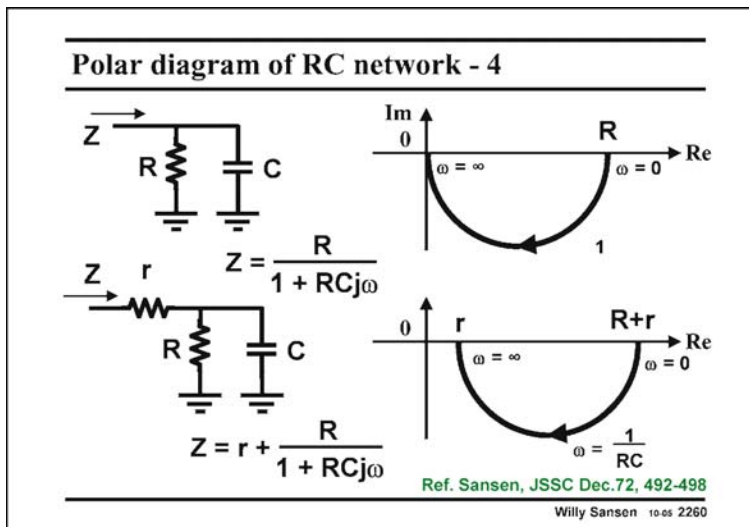 Polar diagram of RC network - 4
Z
R
C
Z = R / 1 + RCjω
Im
0
R
Re
ω = ∞
ω = 0
1
Z
r
R
C
Z = r + R / 1 + RCjω
0
r
R+r
Re
ω = ∞
ω = 0
ω = 1 / RC
Ref. Sansen, JSSC Dec.72, 492-498
Willy Sansen 10-05 2260